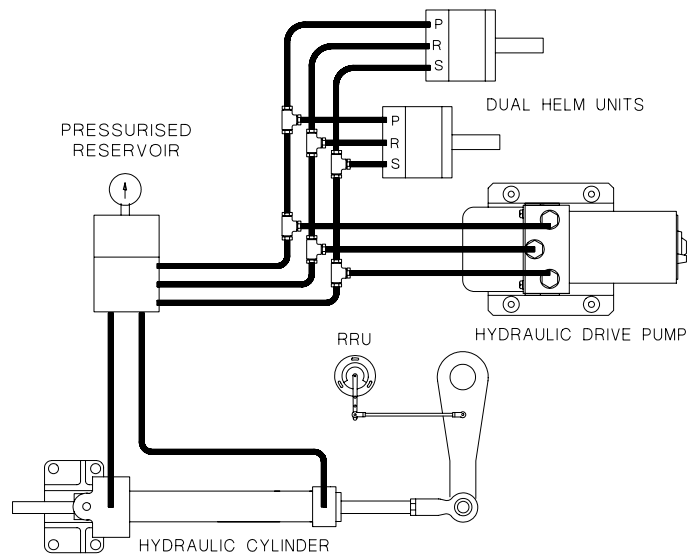 P
R
S
DUAL HELM UNITS
P
R
S
PRESSURISED
RESERVOIR
HYDRAULIC DRIVE PUMP
RRU
HYDRAULIC CYLINDER